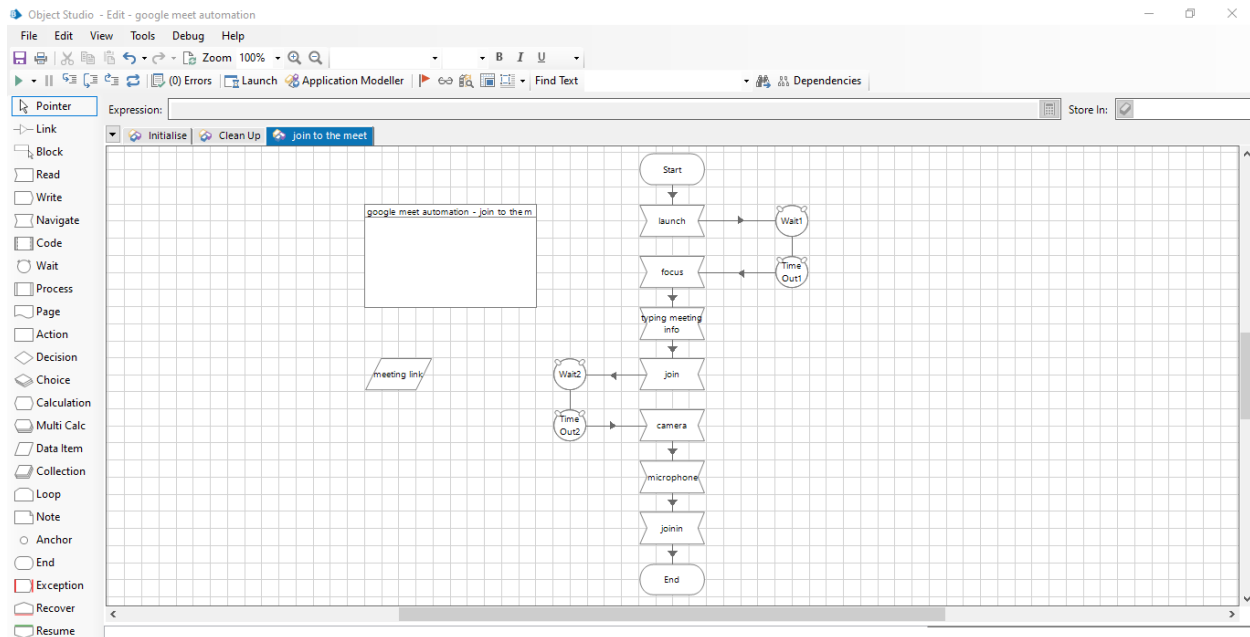 Object Studio - Edit - google meet automation
File Edit View Tools Debug Help
Zoom 100% B I U
(0) Errors Launch Application Modeller Find Text Dependencies
Pointer
Link
Block
Read
Write
Navigate
Code
Wait
Process
Page
Action
Decision
Choice
Calculation
Multi Calc
Data Item
Collection
Loop
Note
Anchor
End
Exception
Recover
Resume
Expression: Store In:
Initialise Clean Up join to the meet
Start
google meet automation - join to the m
launch
Wait1
focus
Time
Out1
typing meeting
info
meeting link
Wait2
join
Time
Out2
camera
microphone
joinin
End